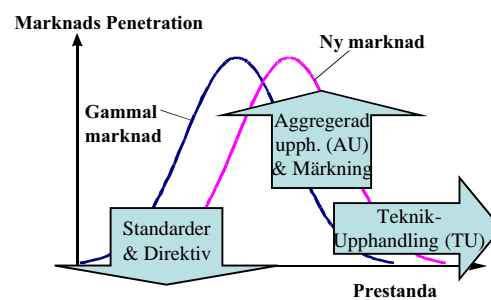 Marknads Penetration
Ny marknad
Gammal
marknad
Aggregerad
upph. (AU)
& Märkning
Standarder
& Direktiv
Teknik-
Upphandling (TU)
Prestanda